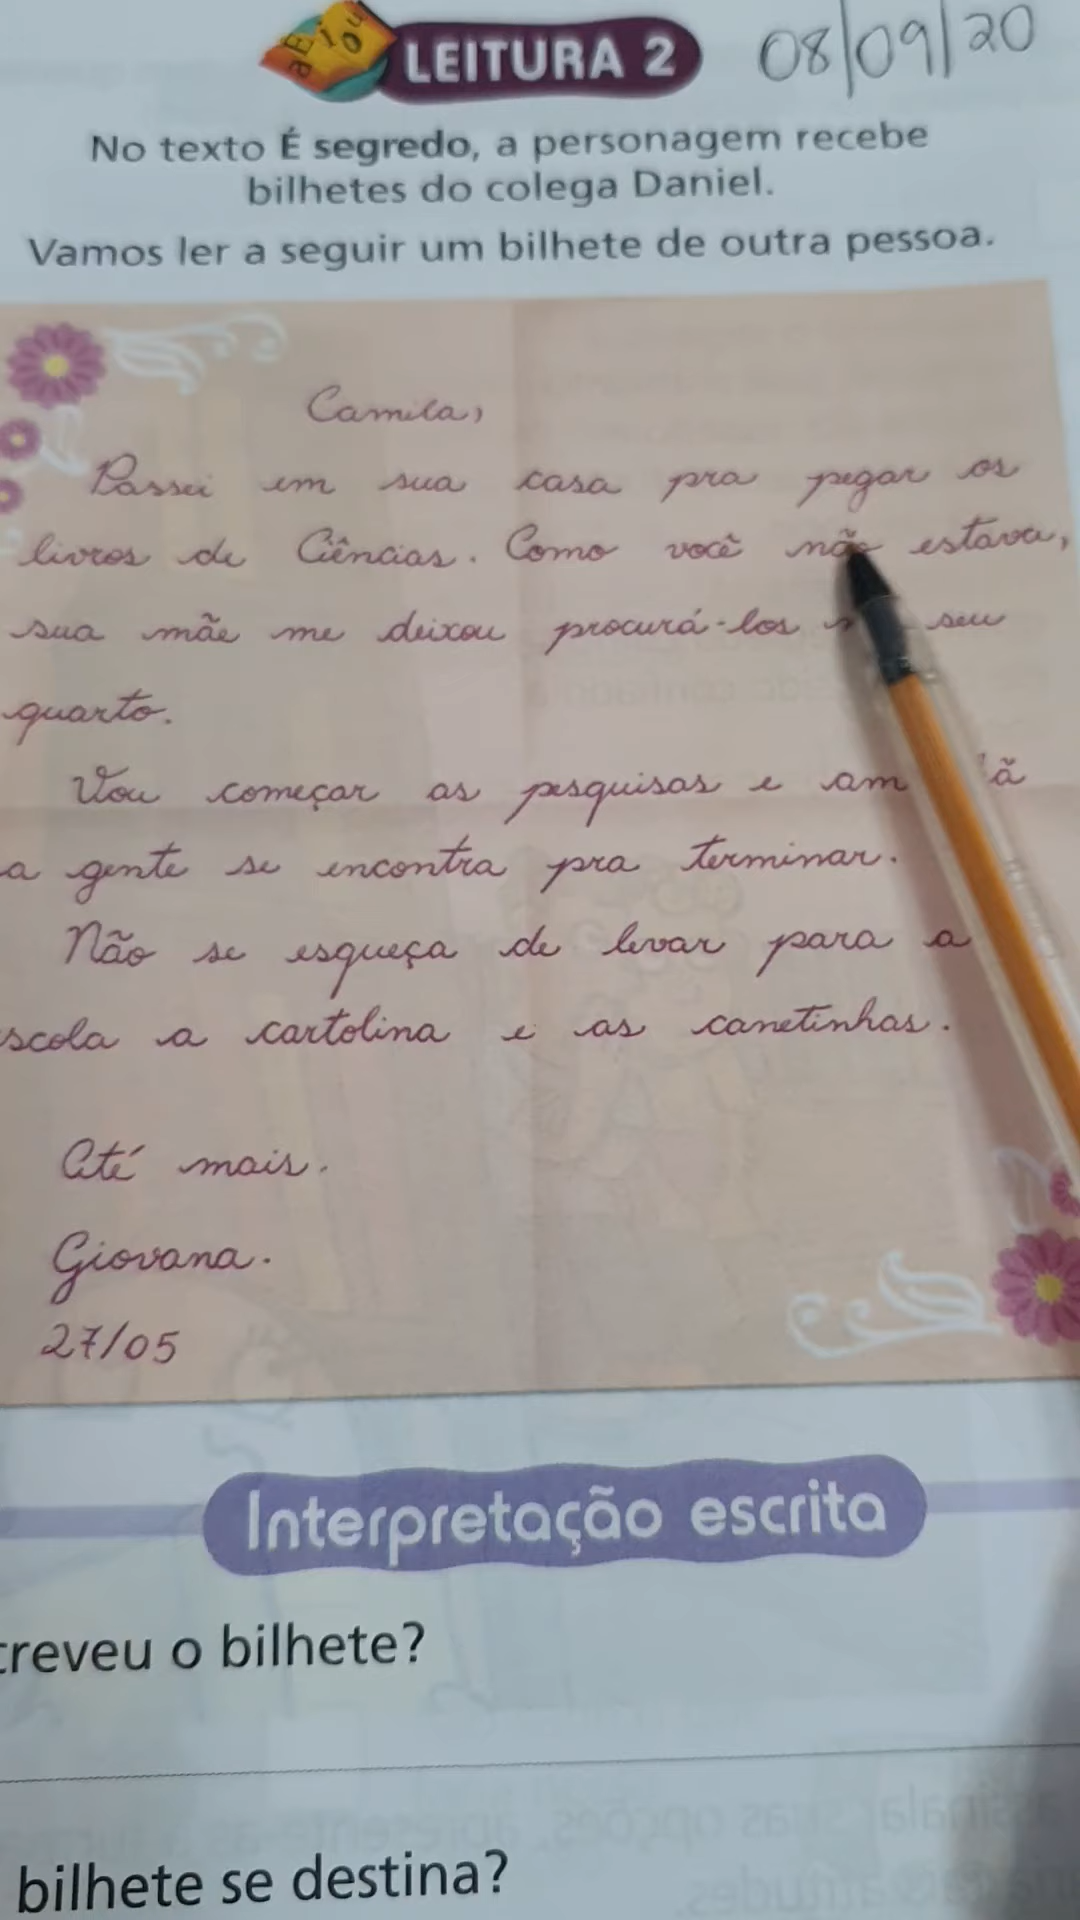 aEiou
LEITURA 2
08/09/20
No texto É segredo, a personagem recebe
bilhetes do colega Daniel.
Vamos ler a seguir um bilhete de outra pessoa.
Camila,
Passei em sua casa pra pegar os
livros de Ciências. Como você não estava,
sua mãe me deixou procurá-los seu
quarto.
Vou começar as pesquisas e am ã
a gente se encontra pra terminar.
Não se esqueça de levar para a
scola a cartolina e as canetinhas.
Até mais.
Giovana.
27/05
Interpretação escrita
creveu o bilhete?
bilhete se destina?